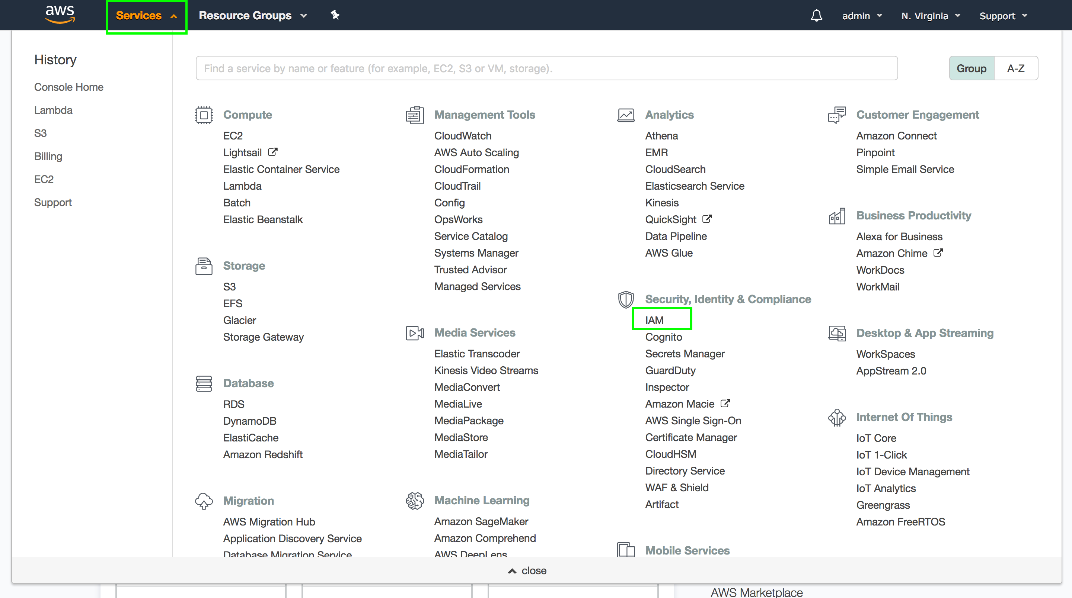 aws
Services
Resource Groups
admin
N. Virginia
Support
History
Console Home
Lambda
S3
Billing
EC2
Support
Find a service by name or feature (for example, EC2, S3 or VM, storage).
Group
A-Z
Compute
EC2
Lightsail
Elastic Container Service
Lambda
Batch
Elastic Beanstalk
Storage
S3
EFS
Glacier
Storage Gateway
Database
RDS
DynamoDB
ElastiCache
Amazon Redshift
Migration
AWS Migration Hub
Application Discovery Service
Database Migration Service
Management Tools
CloudWatch
AWS Auto Scaling
CloudFormation
CloudTrail
Config
OpsWorks
Service Catalog
Systems Manager
Trusted Advisor
Managed Services
Media Services
Elastic Transcoder
Kinesis Video Streams
MediaConvert
MediaLive
MediaPackage
MediaStore
MediaTailor
Machine Learning
Amazon SageMaker
Amazon Comprehend
AWS DeepLens
Analytics
Athena
EMR
CloudSearch
Elasticsearch Service
Kinesis
QuickSight
Data Pipeline
AWS Glue
Security, Identity & Compliance
IAM
Cognito
Secrets Manager
GuardDuty
Inspector
Amazon Macie
AWS Single Sign-On
Certificate Manager
CloudHSM
Directory Service
WAF & Shield
Artifact
Mobile Services
Customer Engagement
Amazon Connect
Pinpoint
Simple Email Service
Business Productivity
Alexa for Business
Amazon Chime
WorkDocs
WorkMail
Desktop & App Streaming
WorkSpaces
AppStream 2.0
Internet Of Things
IoT Core
IoT 1-Click
IoT Device Management
IoT Analytics
Greengrass
Amazon FreeRTOS
close
AWS Marketplace